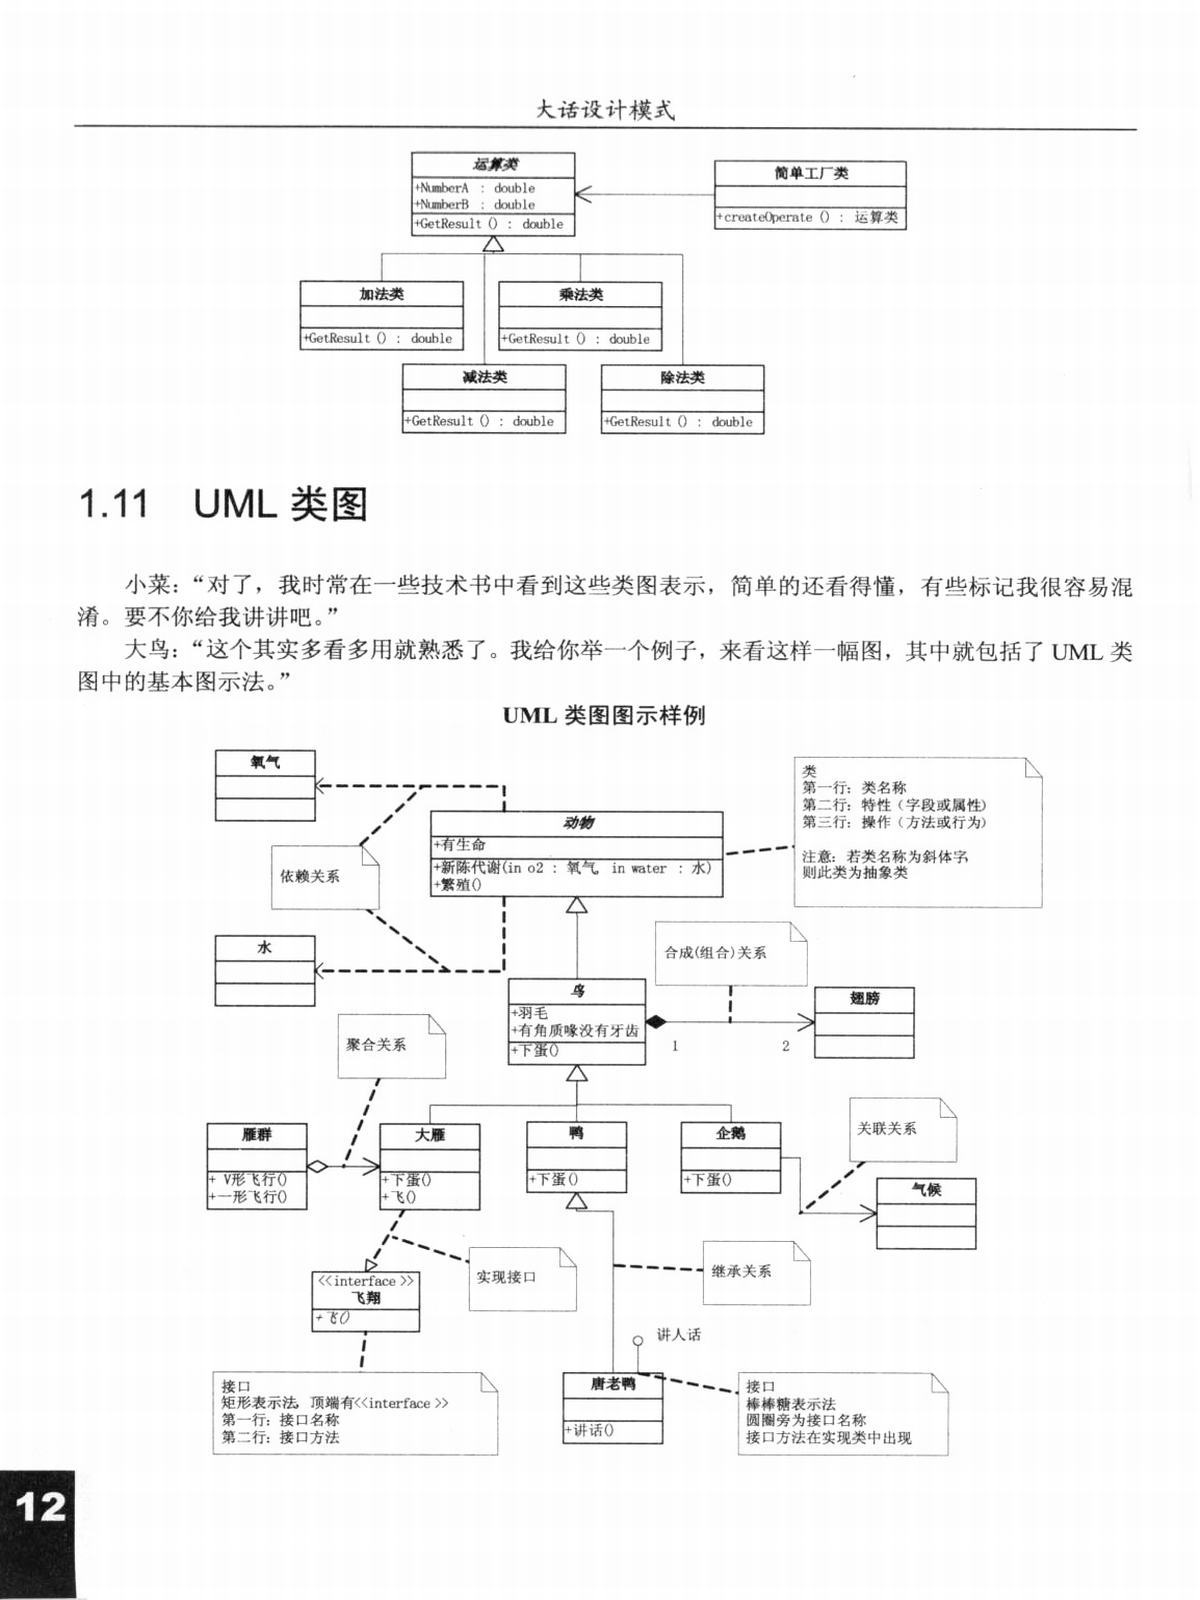 大话设计模式
运算类
+NumberA : double
+NumberB : double
+GetResult () : double
简单工厂类
+createOperate () : 运算类
加法类
+GetResult () : double
乘法类
+GetResult () : double
减法类
+GetResult () : double
除法类
+GetResult () : double
1.11 UML 类图
小菜：“对了，我时常在一些技术书中看到这些类图表示，简单的还看得懂，有些标记我很容易混
淆。要不你给我讲讲吧。”
大鸟：“这个其实多看多用就熟悉了。我给你举一个例子，来看这样一幅图，其中就包括了 UML 类
图中的基本图示法。”
UML 类图图示样例
氧气
类
第一行：类名称
第二行：特性（字段或属性）
第三行：操作（方法或行为）
注意：若类名称为斜体字
则此类为抽象类
动物
+有生命
+新陈代谢(in o2 : 氧气, in water : 水)
+繁殖()
依赖关系
水
合成(组合)关系
鸟
+羽毛
+有角质喙没有牙齿
+下蛋()
1
2
翅膀
聚合关系
雁群
+ V形飞行()
+一形飞行()
大雁
+下蛋()
+飞()
鸭
+下蛋()
企鹅
+下蛋()
关联关系
气候
<<interface>>
飞翔
+飞()
实现接口
继承关系
讲人话
唐老鸭
+讲话()
接口
矩形表示法，顶端有<<interface>>
第一行：接口名称
第二行：接口方法
接口
棒棒糖表示法
圆圈旁为接口名称
接口方法在实现类中出现
12